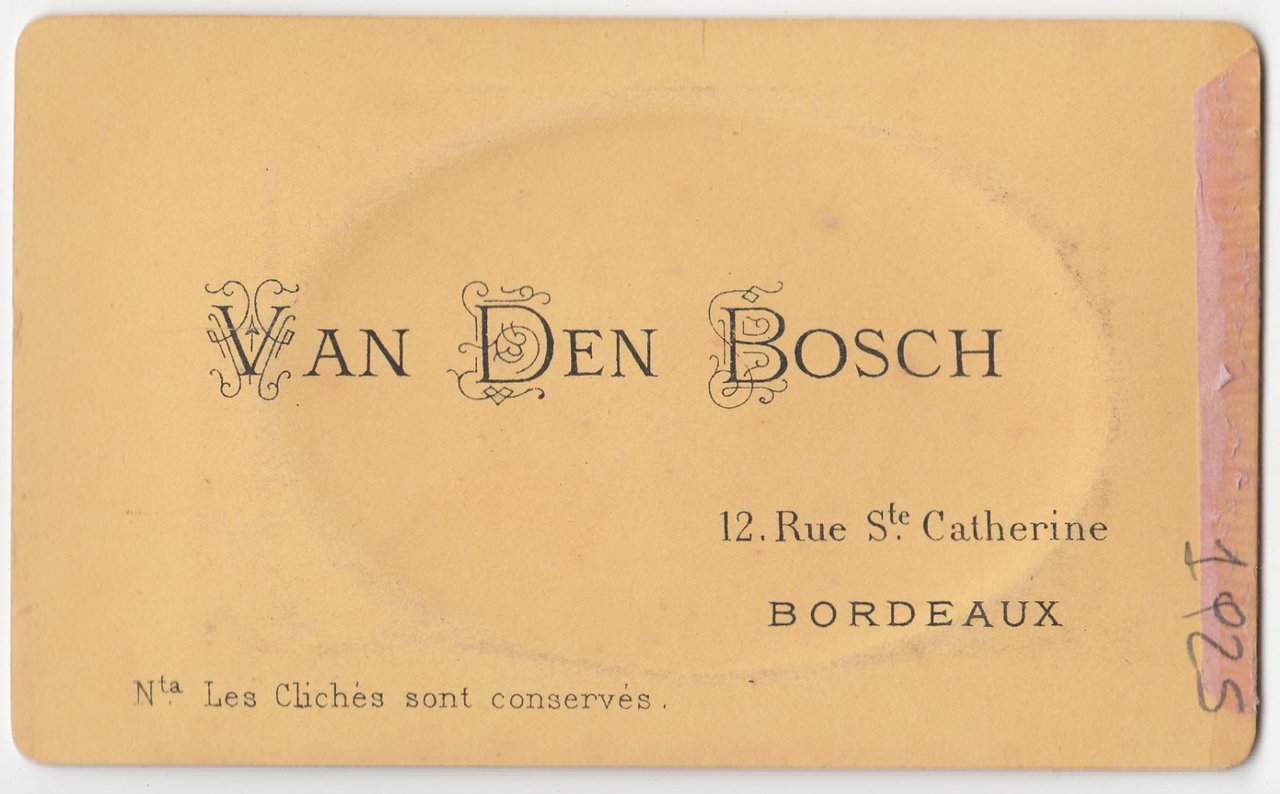 VAN DEN BOSCH
12. Rue Ste. Catherine
BORDEAUX
Nta. Les Clichés sont conservés.
1925